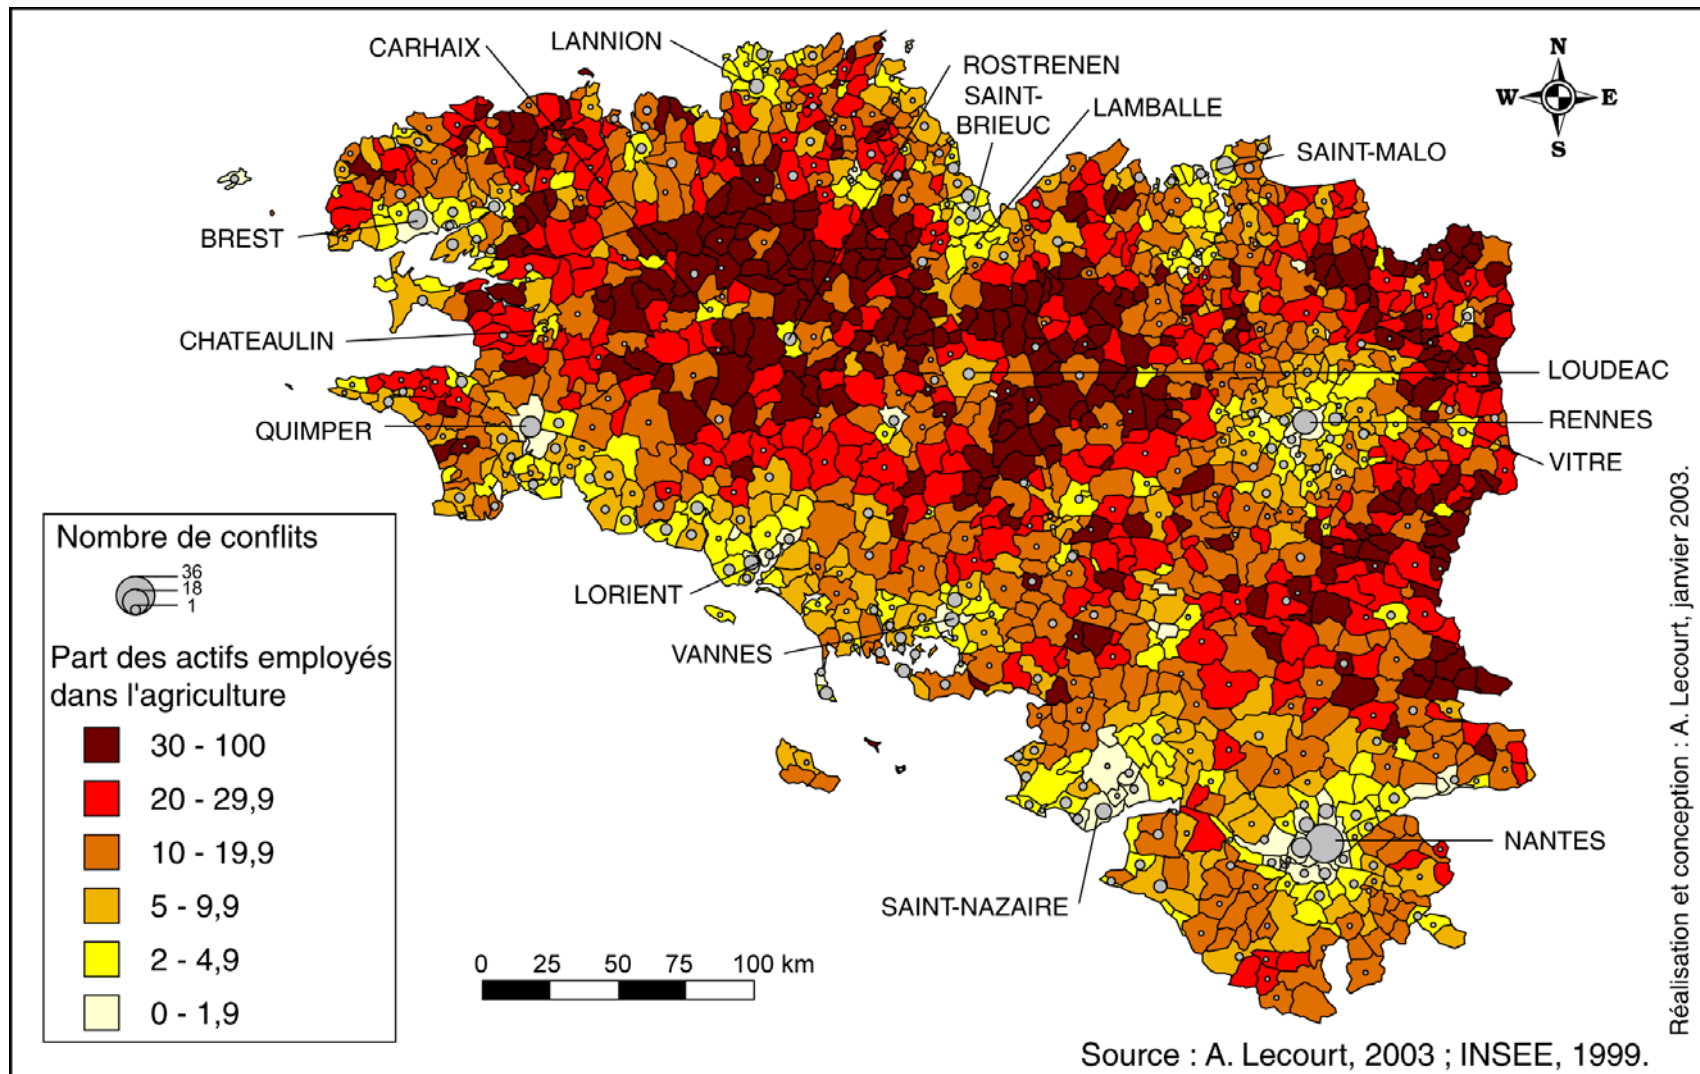 CARHAIX
LANNION
ROSTRENEN
SAINT-
BRIEUC
LAMBALLE
SAINT-MALO
N
W
E
S
BREST
CHATEAULIN
QUIMPER
LOUDEAC
RENNES
VITRE
LORIENT
VANNES
SAINT-NAZAIRE
NANTES
Nombre de conflits
36
18
1
Part des actifs employés
dans l'agriculture
30 - 100
20 - 29,9
10 - 19,9
5 - 9,9
2 - 4,9
0 - 1,9
0 25 50 75 100 km
Réalisation et conception : A. Lecourt, janvier 2003.
Source : A. Lecourt, 2003 ; INSEE, 1999.